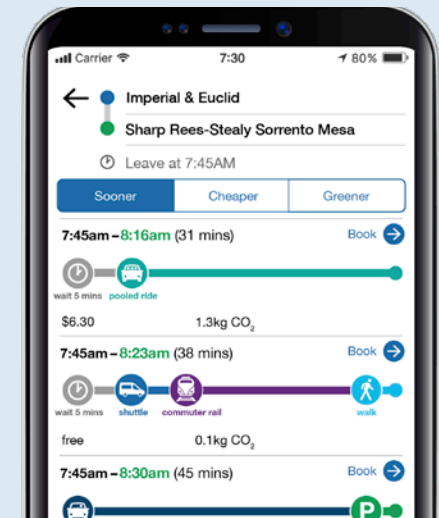 Carrier 7:30 80%
Imperial & Euclid
Sharp Rees-Stealy Sorrento Mesa
Leave at 7:45AM
Sooner Cheaper Greener
7:45am – 8:16am (31 mins) Book
wait 5 mins pooled ride
$6.30 1.3kg CO₂
7:45am – 8:23am (38 mins) Book
wait 5 mins shuttle commuter rail walk
free 0.1kg CO₂
7:45am – 8:30am (45 mins) Book
P